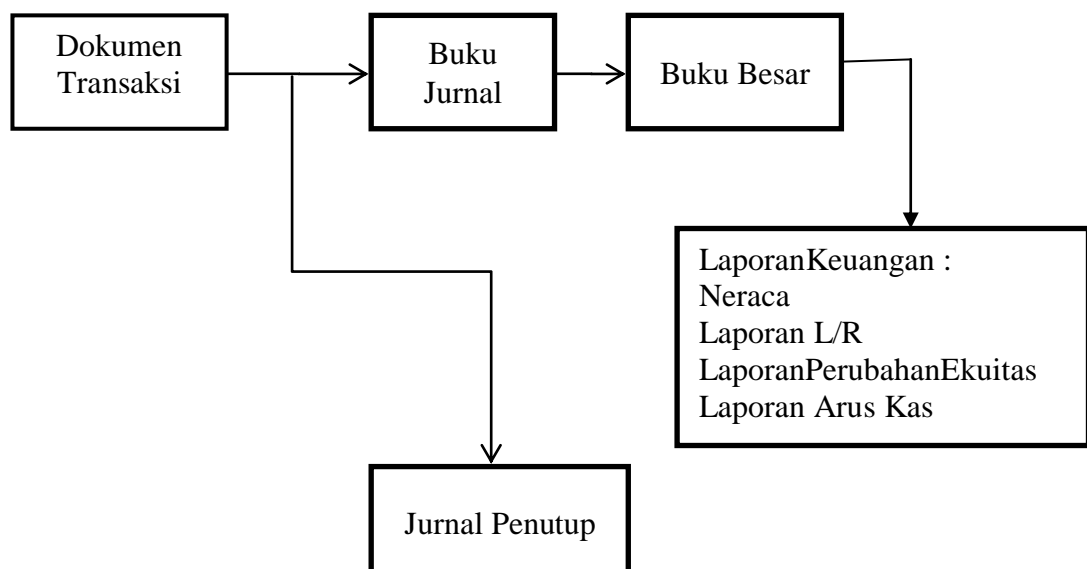 Dokumen
Transaksi
Buku
Jurnal
Buku Besar
LaporanKeuangan :
Neraca
Laporan L/R
LaporanPerubahanEkuitas
Laporan Arus Kas
Jurnal Penutup